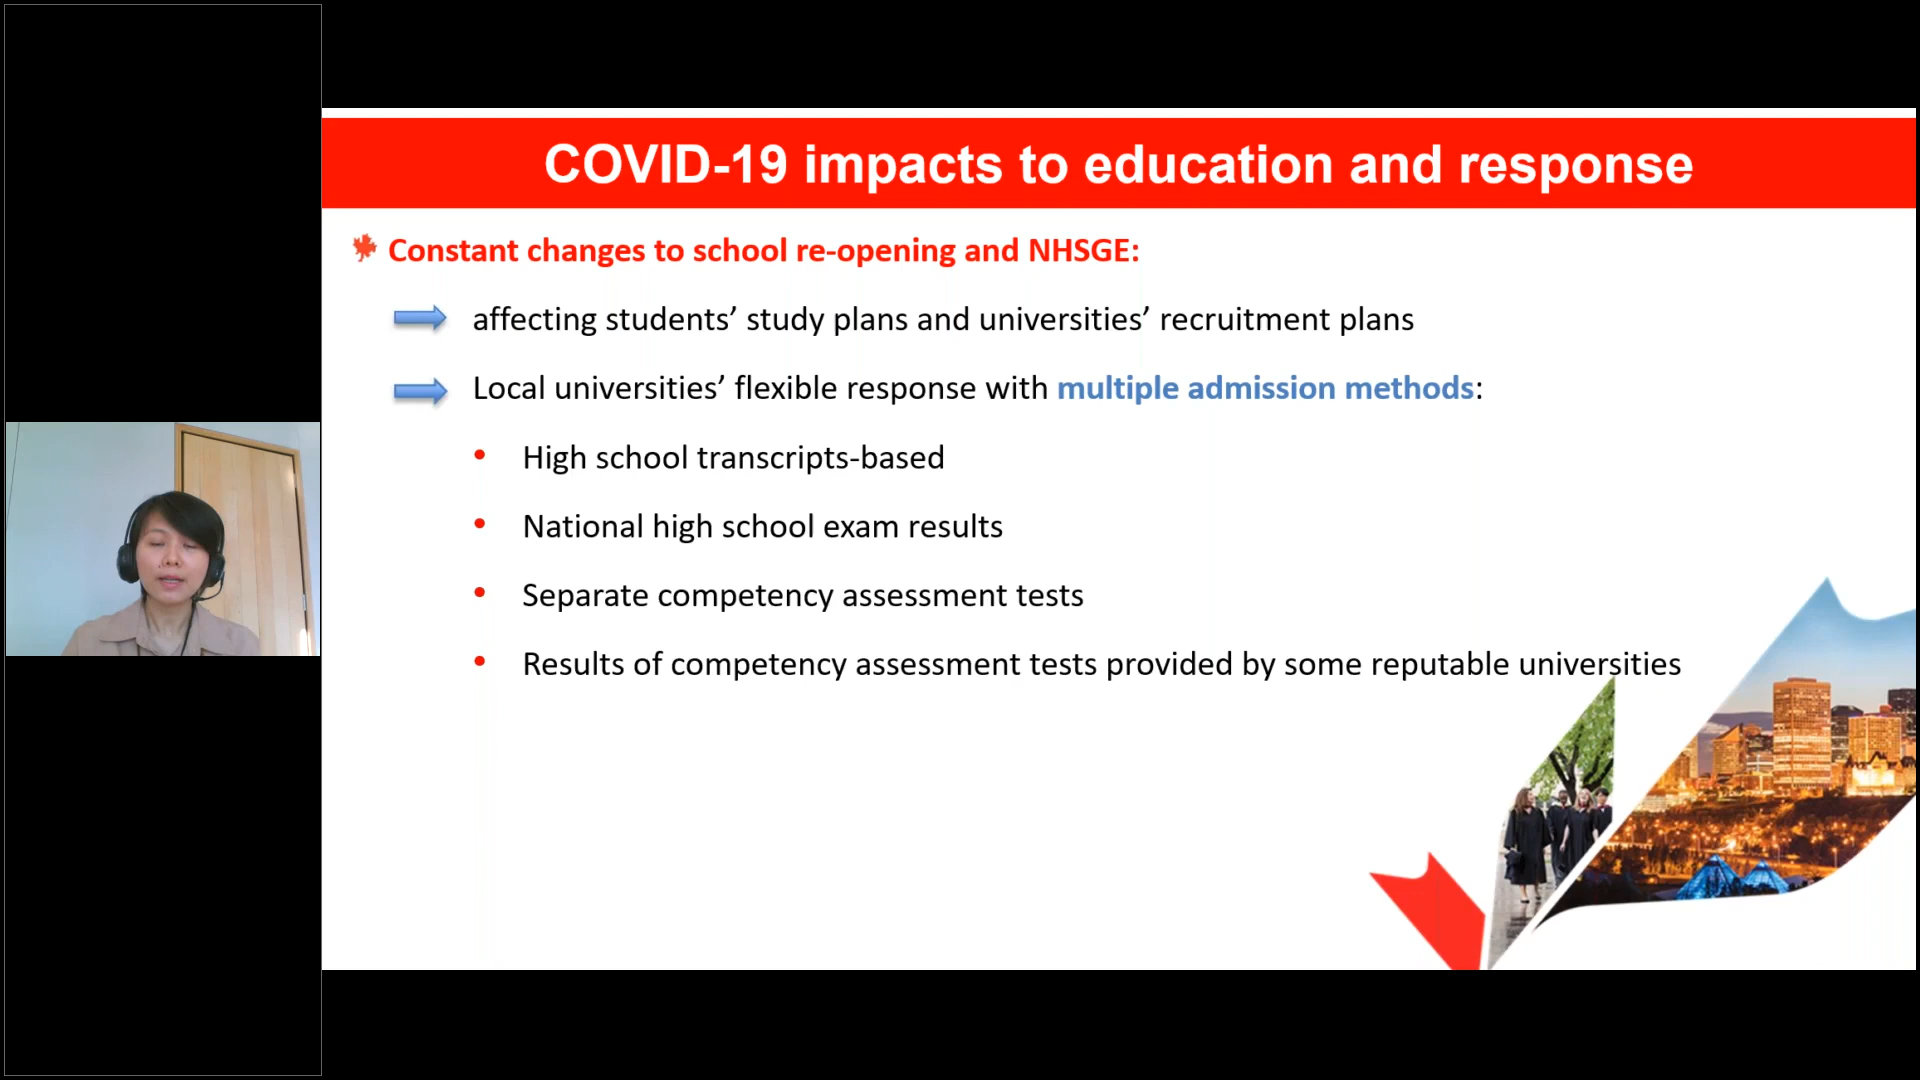 COVID-19 impacts to education and response
Constant changes to school re-opening and NHSGE:
affecting students’ study plans and universities’ recruitment plans
Local universities’ flexible response with multiple admission methods:
• High school transcripts-based
• National high school exam results
• Separate competency assessment tests
• Results of competency assessment tests provided by some reputable universities